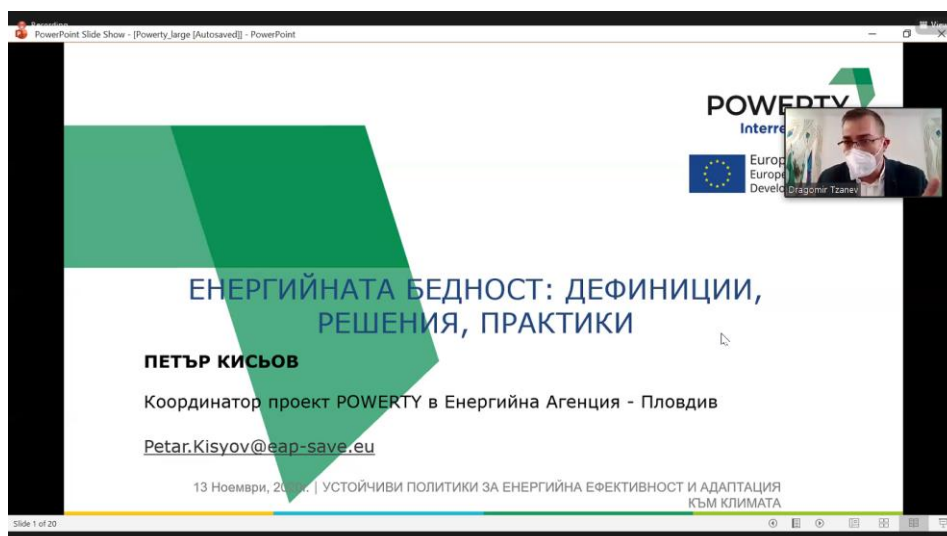 Recording
View
PowerPoint Slide Show - [Powerty_large [Autosaved]] - PowerPoint
POWERTY
Dragomir Tzanev
ЕНЕРГИЙНАТА БЕДНОСТ: ДЕФИНИЦИИ,
РЕШЕНИЯ, ПРАКТИКИ
ПЕТЪР КИСЬОВ
Координатор проект POWERTY в Енергийна Агенция - Пловдив
Petar.Kisyov@eap-save.eu
13 Ноември, | УСТОЙЧИВИ ПОЛИТИКИ ЗА ЕНЕРГИЙНА ЕФЕКТИВНОСТ И АДАПТАЦИЯ
КЪМ КЛИМАТА
Slide 1 of 20